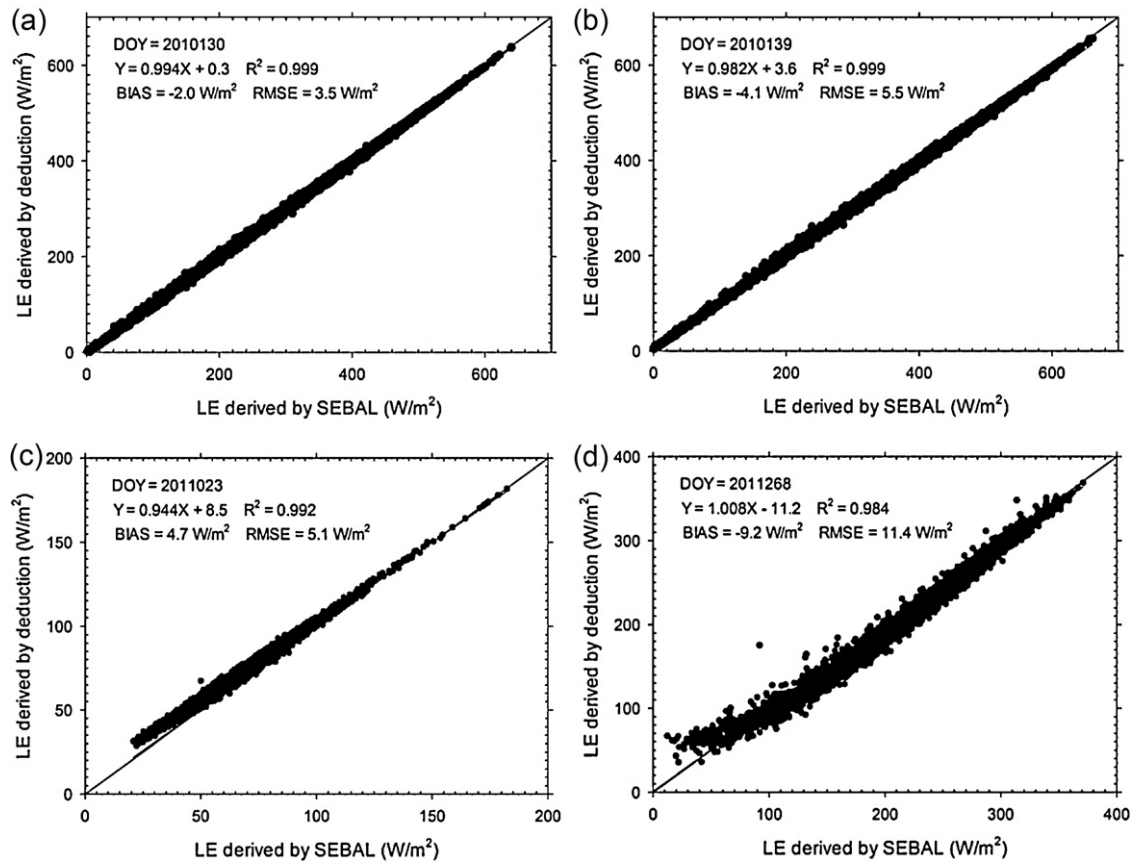 (a)
DOY = 2010130
Y = 0.994X + 0.3 R² = 0.999
BIAS = -2.0 W/m² RMSE = 3.5 W/m²
LE derived by deduction (W/m²)
600
400
200
0
0 200 400 600
LE derived by SEBAL (W/m²)
(b)
DOY = 2010139
Y = 0.982X + 3.6 R² = 0.999
BIAS = -4.1 W/m² RMSE = 5.5 W/m²
LE derived by deduction (W/m²)
600
400
200
0
0 200 400 600
LE derived by SEBAL (W/m²)
(c)
DOY = 2011023
Y = 0.944X + 8.5 R² = 0.992
BIAS = 4.7 W/m² RMSE = 5.1 W/m²
LE derived by deduction (W/m²)
200
150
100
50
0
0 50 100 150 200
LE derived by SEBAL (W/m²)
(d)
DOY = 2011268
Y = 1.008X - 11.2 R² = 0.984
BIAS = -9.2 W/m² RMSE = 11.4 W/m²
LE derived by deduction (W/m²)
400
300
200
100
0
0 100 200 300 400
LE derived by SEBAL (W/m²)